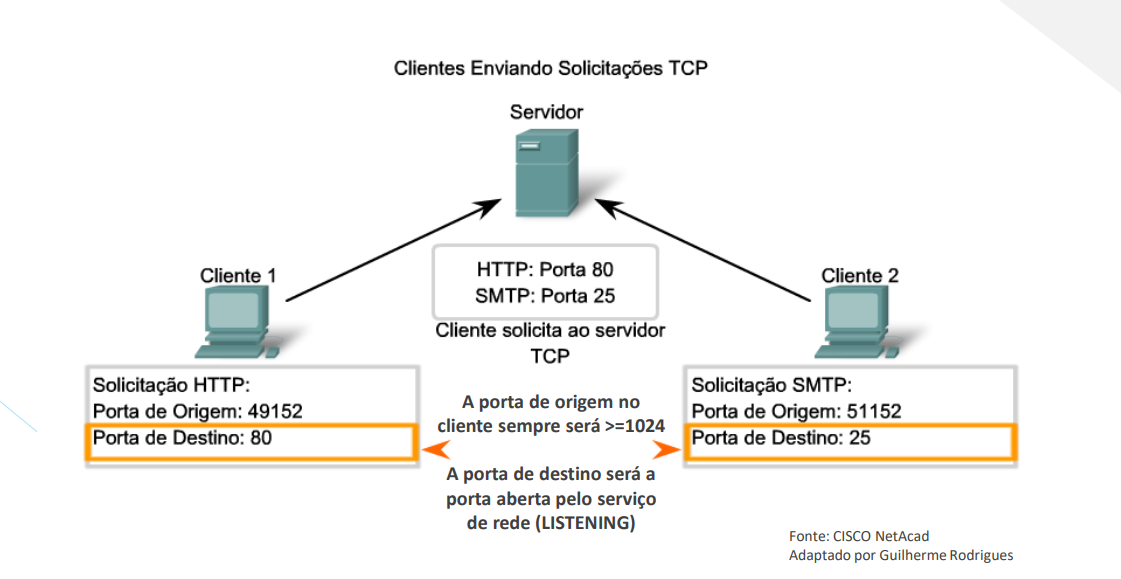 Clientes Enviando Solicitações TCP
Servidor
Cliente 1
HTTP: Porta 80
SMTP: Porta 25
Cliente 2
Cliente solicita ao servidor
TCP
Solicitação HTTP:
Porta de Origem: 49152
Porta de Destino: 80
A porta de origem no
cliente sempre será >=1024
A porta de destino será a
porta aberta pelo serviço
de rede (LISTENING)
Solicitação SMTP:
Porta de Origem: 51152
Porta de Destino: 25
Fonte: CISCO NetAcad
Adaptado por Guilherme Rodrigues